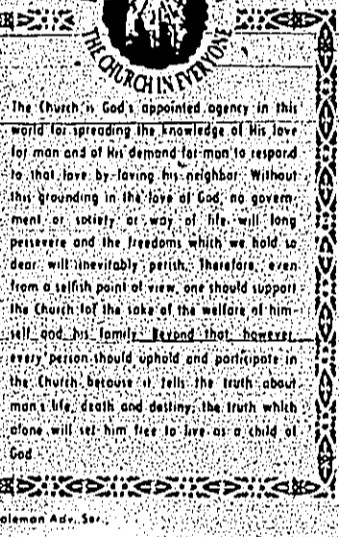 THE CHURCH IN EVERYONE
The Church is God's appointed agency in this
world for spreading the knowledge of His love
for man and of His demand for man to respond
to that love by loving his neighbor. Without
this grounding in the love of God, no govern-
ment or society or way of life will long
persevere and the freedoms which we hold so
dear will inevitably perish. Therefore, even
from a selfish point of view, one should support
the Church for the sake of the welfare of him-
self and his family. Beyond that, however,
every person should uphold and participate in
the Church because it tells the truth about
man's life, death and destiny; the truth which
alone will set him free to live as a child of
God
oleman Adv. Ser.